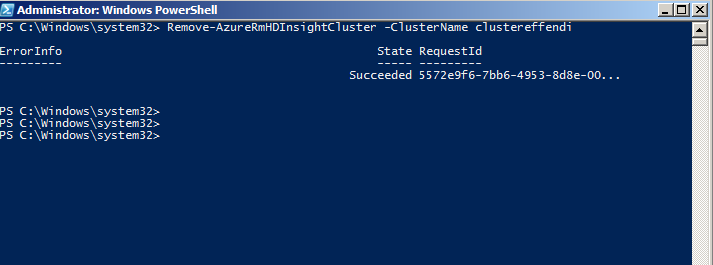 Administrator: Windows PowerShell
PS C:\Windows\system32> Remove-AzureRmHDInsightCluster -ClusterName clustereffendi
ErrorInfo State RequestId
--------- ----- ---------
Succeeded 5572e9f6-7bb6-4953-8d8e-00...
PS C:\Windows\system32>
PS C:\Windows\system32>
PS C:\Windows\system32>